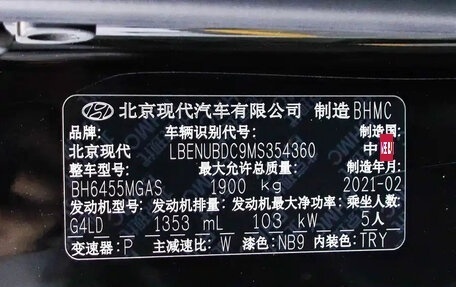 北京现代汽车有限公司 制造 BHMC
品牌: 车辆识别代号: 制造国:
北京现代 LBENUBDC9MS354360 中
整车型号: 最大允许总质量: 制造年月:
BH6455MGAS 1900 kg 2021-02
发动机型号: 发动机排量: 发动机最大净功率: 乘坐人数
G4LD 1353 mL 103 kW 5人
变速器: P 主减速比: W 漆色: NB9 内装色: TRY